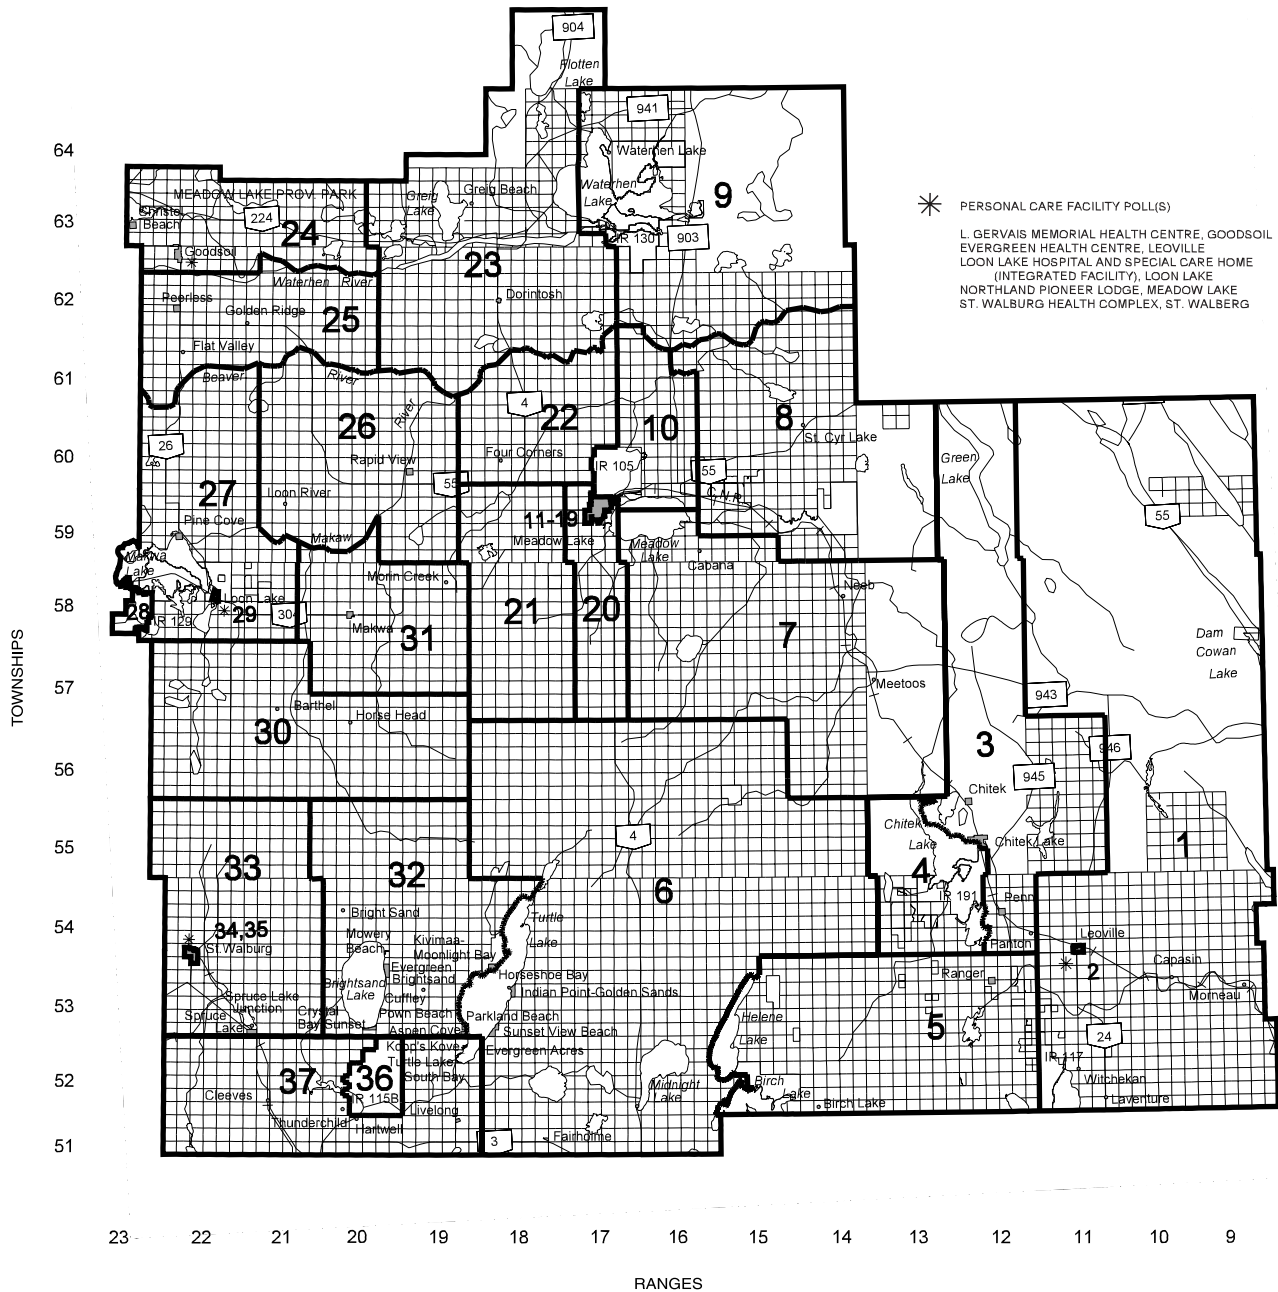 904
Flotten
Lake
941
64
Waterhen Lake
MEADOW LAKE PROV. PARK
Greig
Lake
Greig Beach
Waterhen
Lake
9
PERSONAL CARE FACILITY POLL(S)
63
Christel
Beach
224
24
IR 130
903
L. GERVAIS MEMORIAL HEALTH CENTRE, GOODSOIL
EVERGREEN HEALTH CENTRE, LEOVILLE
LOON LAKE HOSPITAL AND SPECIAL CARE HOME
(INTEGRATED FACILITY), LOON LAKE
NORTHLAND PIONEER LODGE, MEADOW LAKE
ST. WALBURG HEALTH COMPLEX, ST. WALBERG
Goodsoil
23
Waterhen River
62
Peerless
Golden Ridge
25
Dorintosh
Flat Valley
61
Beaver
River
26
River
4
22
10
8
St. Cyr Lake
26
60
Rapid View
Four Corners
IR 105
55
55
Green
Lake
27
Loon River
C.N.R.
55
Pine Cove
11-19
59
Makaw
Meadow Lake
Meadow
Lake
Cabana
Makwa
Lake
Morin Creek
Neeb
58
28
IR 129
Loon Lake
29
304
Makwa
31
21
20
7
Dam
Cowan
Lake
TOWNSHIPS
57
Meetoos
943
Barthel
Horse Head
30
3
946
56
945
Chitek
55
4
Chitek
Lake
Chitek Lake
1
33
32
6
4
IR 191
Penn
54
Bright Sand
Turtle
Lake
34,35
St.Walburg
Mowery
Beach
Kivimaa-
Moonlight Bay
Panton
Leoville
2
Capasin
Evergreen
Brightsand
Horseshoe Bay
Ranger
53
Brightsand
Lake
Indian Point-Golden Sands
Morneau
Spruce Lake
Junction
Cuffley
Spruce
Lake
Crystal
Bay Sunset
Pown Beach
Parkland Beach
Helene
Lake
5
Aspen Cove
Sunset View Beach
24
Koop's Kove
Evergreen Acres
IR 117
52
37
36
Turtle Lake
South Bay
Midnight
Lake
Birch
Lake
Witchekan
Cleeves
IR 115B
Birch Lake
Laventure
Livelong
Thunderchild
Hartwell
51
3
Fairholme
23 22 21 20 19 18 17 16 15 14 13 12 11 10 9
RANGES